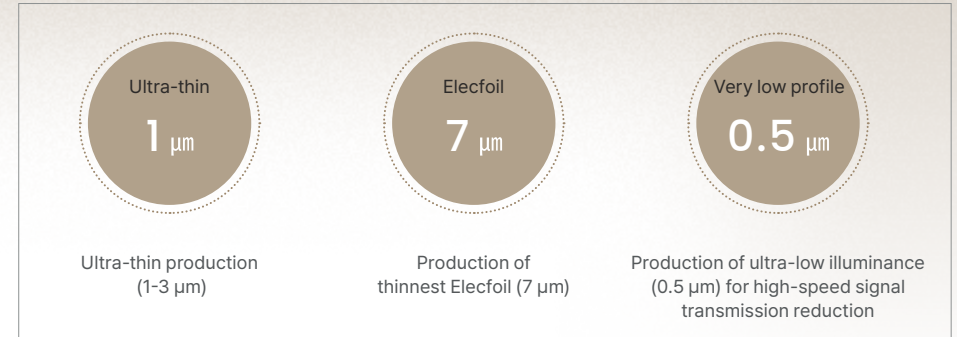 Ultra-thin
1 µm
Elecfoil
7 µm
Very low profile
0.5 µm
Ultra-thin production
(1-3 µm)
Production of
thinnest Elecfoil (7 µm)
Production of ultra-low illuminance
(0.5 µm) for high-speed signal
transmission reduction